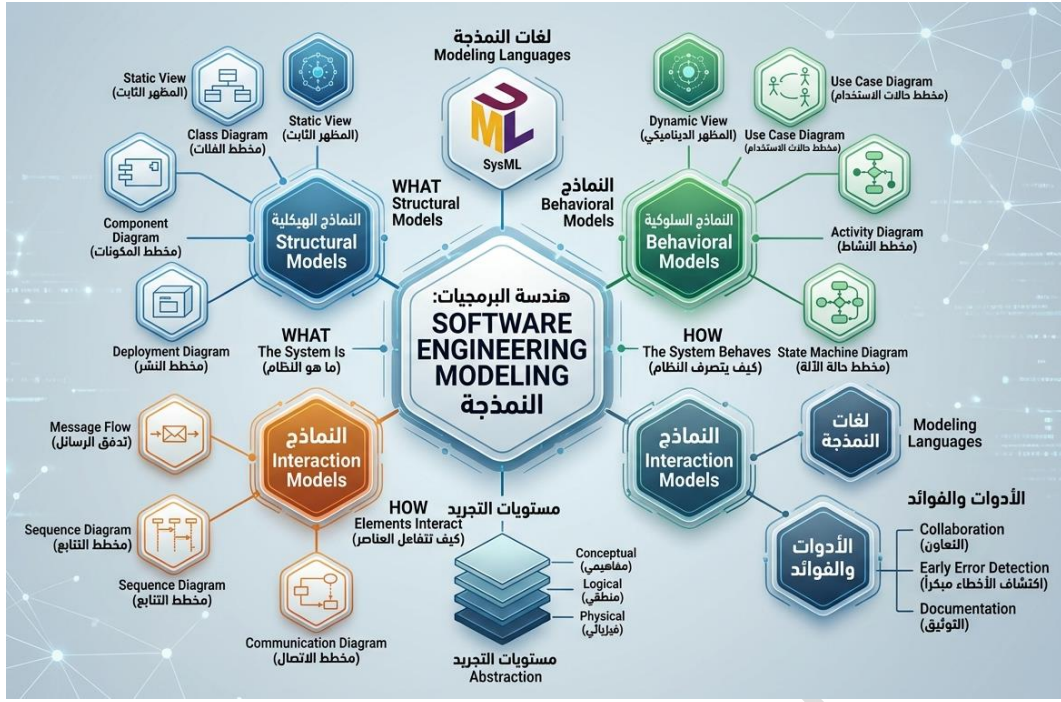 لغات النمذجة
Modeling Languages
UML
SysML
Static View
(المظهر الثابت)
Class Diagram
(مخطط الفئات)
Static View
(المظهر الثابت)
Component
Diagram
(مخطط المكونات)
Deployment Diagram
(مخطط النشر)
النماذج الهيكلية
Structural
Models
WHAT
Structural
Models
WHAT
The System Is
(ما هو النظام)
النماذج
Behavioral
Models
Dynamic View
(المظهر الديناميكي)
Use Case Diagram
(مخطط حالات الاستخدام)
Use Case Diagram
(مخطط حالات الاستخدام)
النماذج السلوكية
Behavioral
Models
Activity Diagram
(مخطط النشاط)
State Machine Diagram
(مخطط حالة الآلة)
HOW
The System Behaves
(كيف يتصرف النظام)
هندسة البرمجيات:
SOFTWARE
ENGINEERING
MODELING
النمذجة
Message Flow
(تدفق الرسائل)
Sequence Diagram
(مخطط التتابع)
Sequence Diagram
(مخطط التتابع)
Communication Diagram
(مخطط الاتصال)
النماذج
Interaction
Models
HOW
Elements Interact
(كيف تتفاعل العناصر)
مستويات التجريد
Conceptual
(مفاهيمي)
Logical
(منطقي)
Physical
(فيزيائي)
مستويات التجريد
Abstraction
النماذج
Interaction
Models
لغات
النمذجة
Modeling
Languages
الأدوات
والفوائد
الأدوات والفوائد
Collaboration
(التعاون)
Early Error Detection
(اكتشاف الأخطاء مبكراً)
Documentation
(التوثيق)